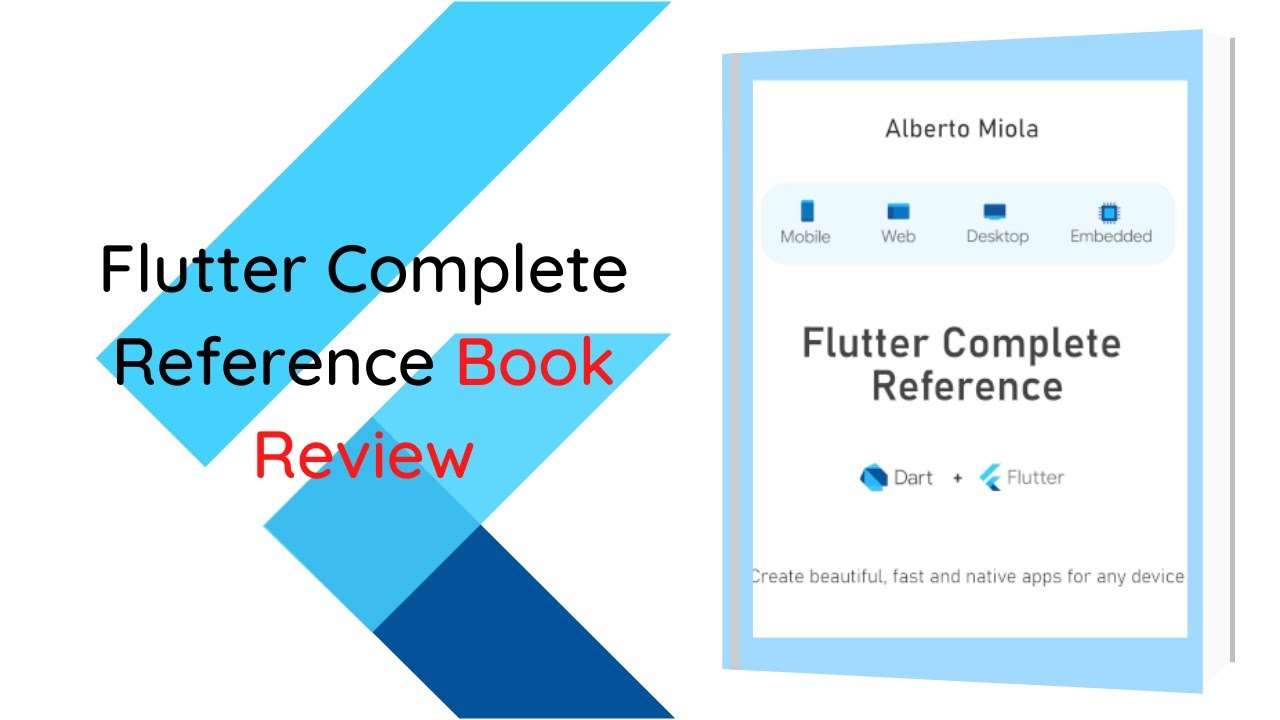 Flutter Complete
Reference Book
Review
Alberto Miola
Mobile Web Desktop Embedded
Flutter Complete
Reference
Dart + Flutter
Create beautiful, fast and native apps for any device